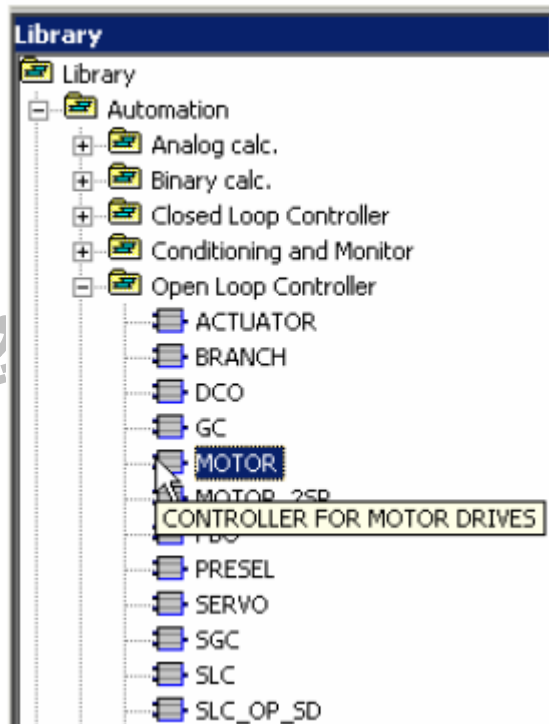 Library
Library
Automation
Analog calc.
Binary calc.
Closed Loop Controller
Conditioning and Monitor
Open Loop Controller
ACTUATOR
BRANCH
DCO
GC
MOTOR
MOTOR_2SP
CONTROLLER FOR MOTOR DRIVES
PRESEL
SERVO
SGC
SLC
SLC_OP_SD